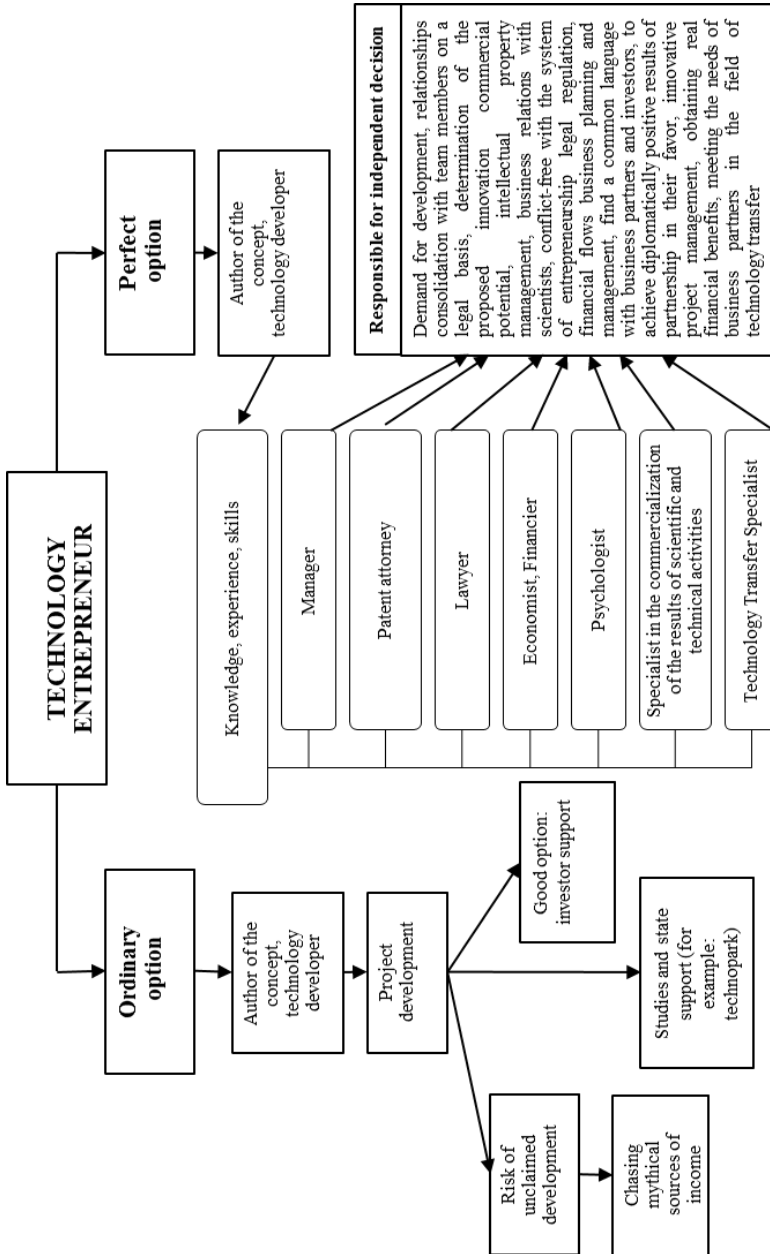 TECHNOLOGY
ENTREPRENEUR
Ordinary
option
Author of the
concept,
technology
developer
Project
development
Risk of
unclaimed
development
Chasing
mythical
sources of
income
Studies and state
support (for
example:
technopark)
Good option:
investor support
Perfect
option
Author of the
concept,
technology developer
Knowledge, experience, skills
Manager
Patent attorney
Lawyer
Economist, Financier
Psychologist
Specialist in the commercialization
of the results of scientific and
technical activities
Technology Transfer Specialist
Responsible for independent decision
Demand for development, relationships
consolidation with team members on a
legal basis, determination of the
proposed innovation commercial
potential, intellectual property
management, business relations with
scientists, conflict-free with the system
of entrepreneurship legal regulation,
financial flows business planning and
management, find a common language
with business partners and investors, to
achieve diplomatically positive results of
partnership in their favor, innovative
project management, obtaining real
financial benefits, meeting the needs of
business partners in the field of
technology transfer